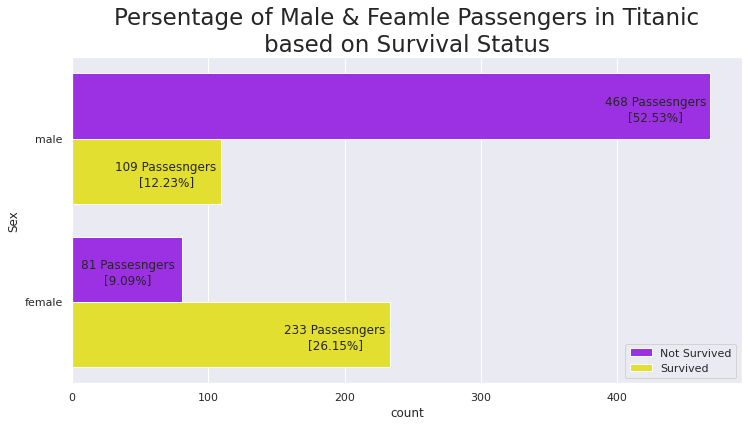 Persentage of Male & Feamle Passengers in Titanic
based on Survival Status
468 Passesngers
[52.53%]
male
109 Passesngers
[12.23%]
Sex
81 Passesngers
[9.09%]
female
233 Passesngers
[26.15%]
Not Survived
Survived
0 100 200 300 400
count